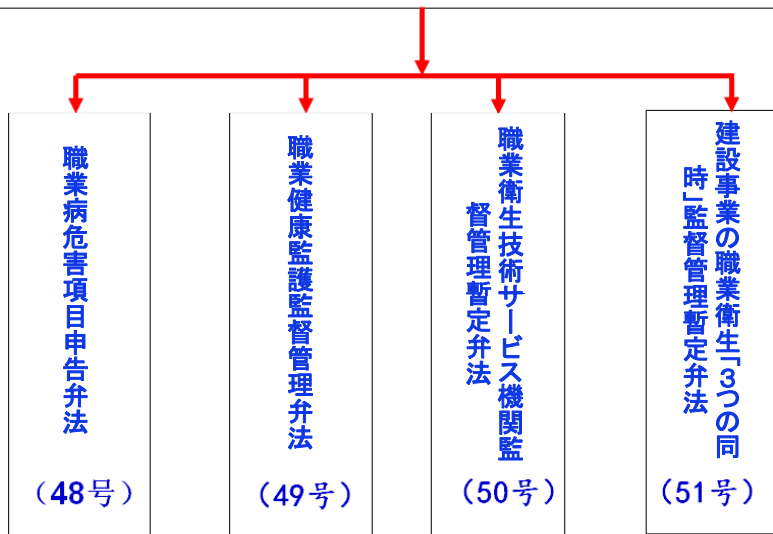 職業病危害項目申告弁法
（48号）
職業健康監護監督管理弁法
（49号）
職業衛生技術サービス機関監
督管理暫定弁法
（50号）
建設事業の職業衛生「3つの同
時」監督管理暫定弁法
（51号）